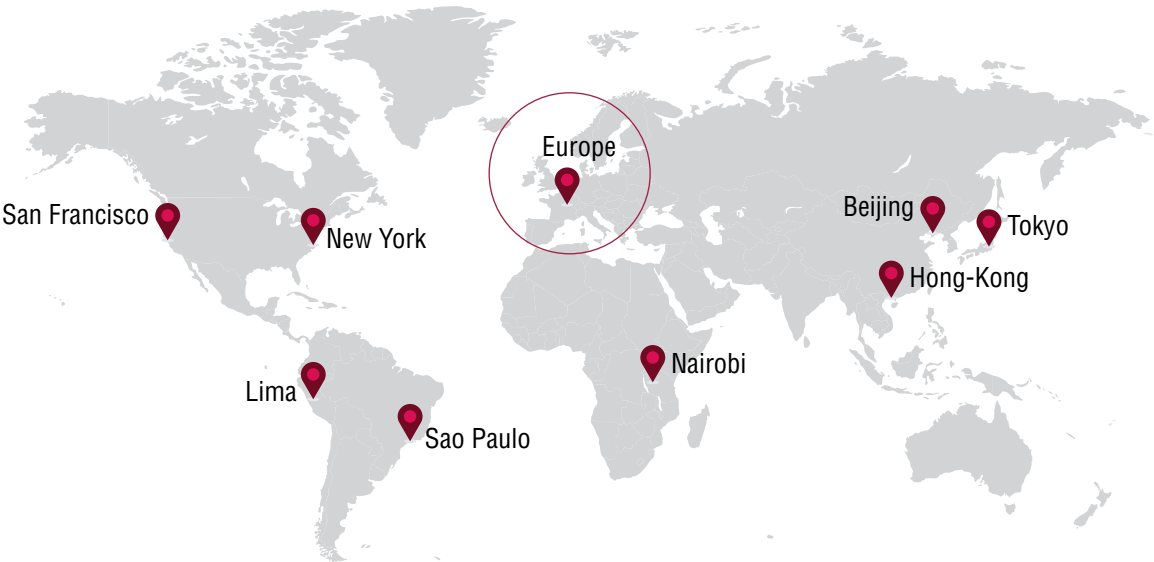 Europe
San Francisco
New York
Beijing
Tokyo
Hong-Kong
Nairobi
Lima
Sao Paulo